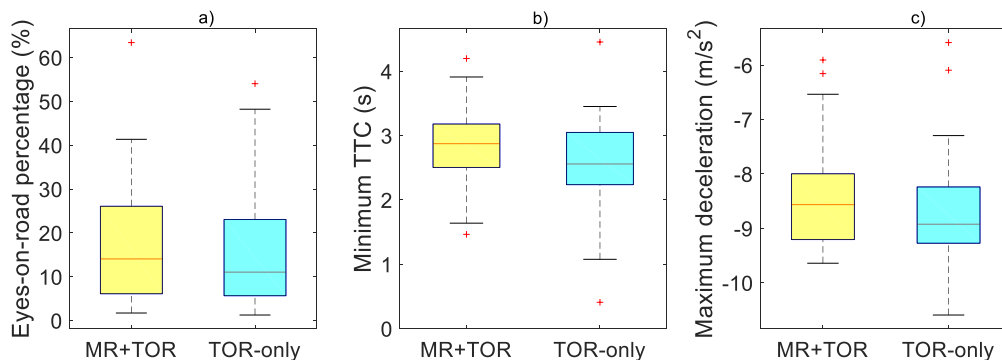 a)
Eyes-on-road percentage (%)
60
50
40
30
20
10
0
MR+TOR TOR-only
b)
Minimum TTC (s)
4
3
2
1
0
MR+TOR TOR-only
c)
Maximum deceleration (m/s²)
-6
-7
-8
-9
-10
MR+TOR TOR-only